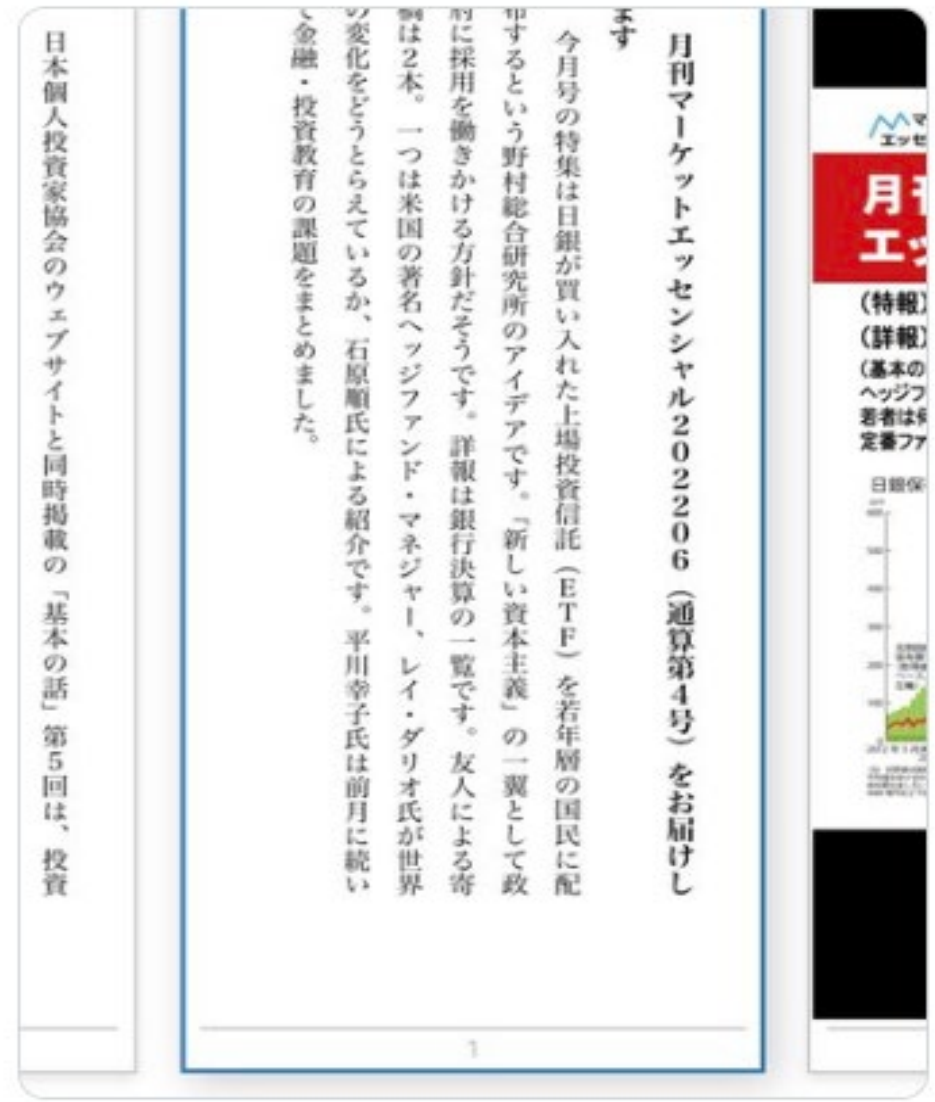 月刊マーケットエッセンシャル202206(通算第4号)をお届けし
ます
今月号の特集は日銀が買い入れた上場投資信託(ETF)を若年層の国民に配
布するという野村総合研究所のアイデアです。「新しい資本主義」の一翼として政
府に採用を働きかける方針だそうです。詳報は銀行決算の一覧です。友人による寄
稿は2本。一つは米国の著名ヘッジファンド・マネジャー、レイ・ダリオ氏が世界
の変化をどうとらえているか、石原順氏による紹介です。平川幸子氏は前月に続い
て金融・投資教育の課題をまとめました。
1
日本個人投資家協会のウェブサイトと同時掲載の「基本の話」第5回は、投資
マ
エッセ
月刊
エッ
(特報)
(詳報)
(基本の
ヘッジフ
若者は
定番ファ
日銀保